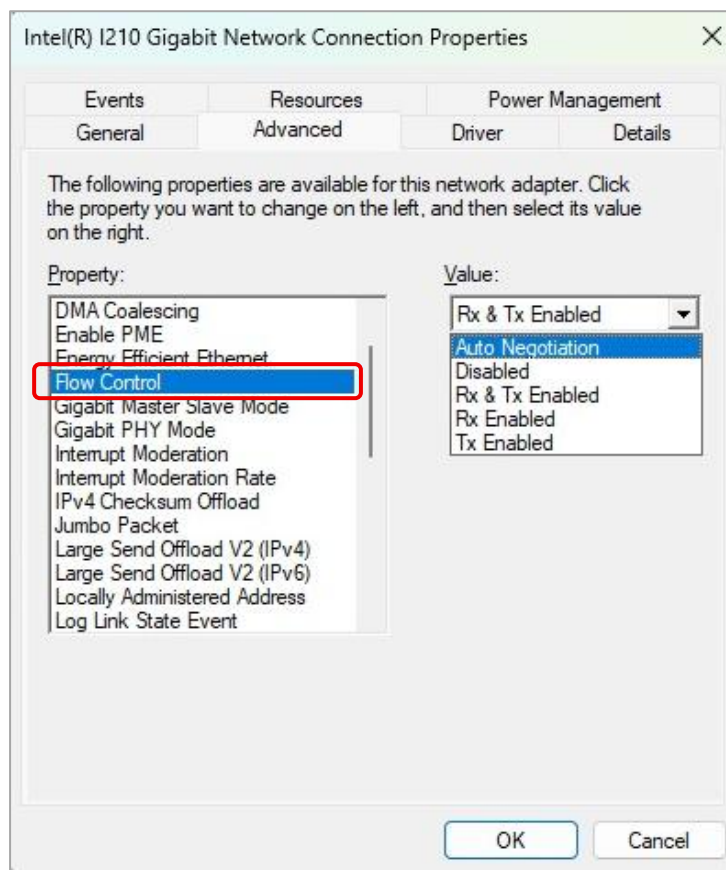 Intel(R) I210 Gigabit Network Connection Properties
Events Resources Power Management
General Advanced Driver Details
The following properties are available for this network adapter. Click
the property you want to change on the left, and then select its value
on the right.
Property:
DMA Coalescing
Enable PME
Energy Efficient Ethernet
Flow Control
Gigabit Master Slave Mode
Gigabit PHY Mode
Interrupt Moderation
Interrupt Moderation Rate
IPv4 Checksum Offload
Jumbo Packet
Large Send Offload V2 (IPv4)
Large Send Offload V2 (IPv6)
Locally Administered Address
Log Link State Event
Value:
Rx & Tx Enabled
Auto Negotiation
Disabled
Rx & Tx Enabled
Rx Enabled
Tx Enabled
OK Cancel